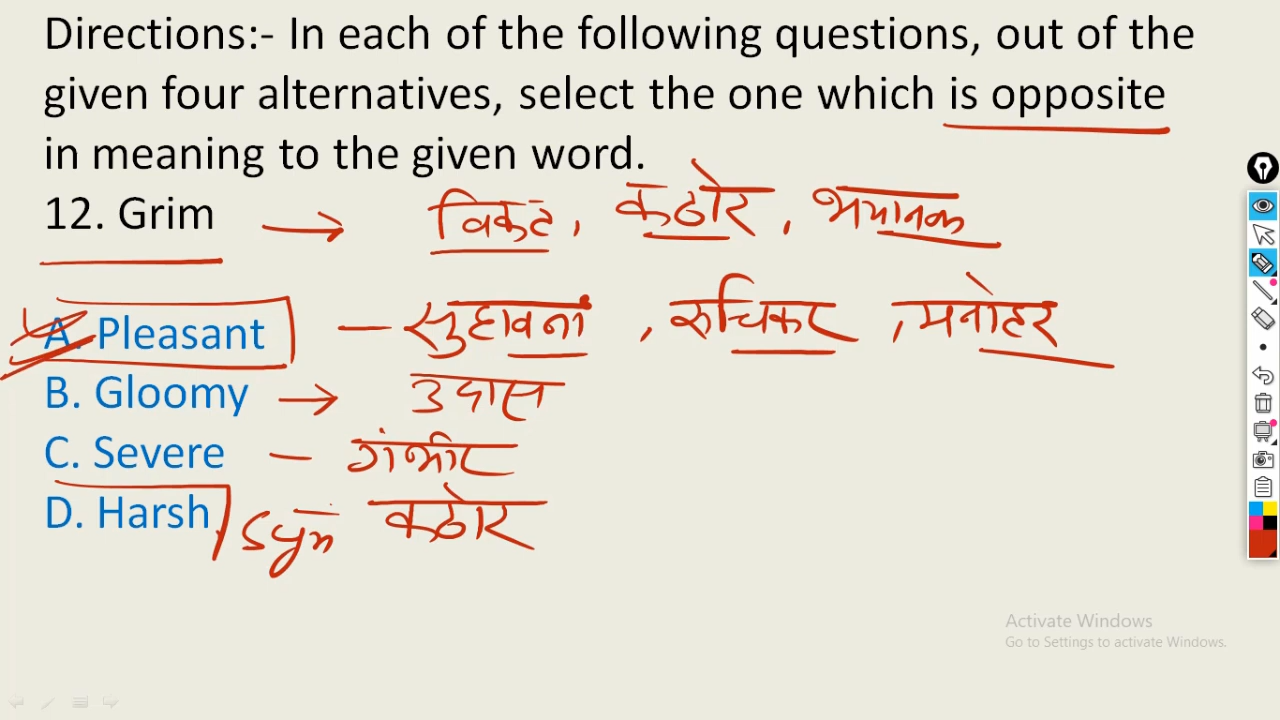 Directions:- In each of the following questions, out of the
given four alternatives, select the one which is opposite
in meaning to the given word.
12. Grim → विकट, कठोर, भयानक
A. Pleasant – सुहावना, रुचिकर, मनोहर
B. Gloomy → उदास
C. Severe – गंभीर
D. Harsh syn कठोर
Activate Windows
Go to Settings to activate Windows.